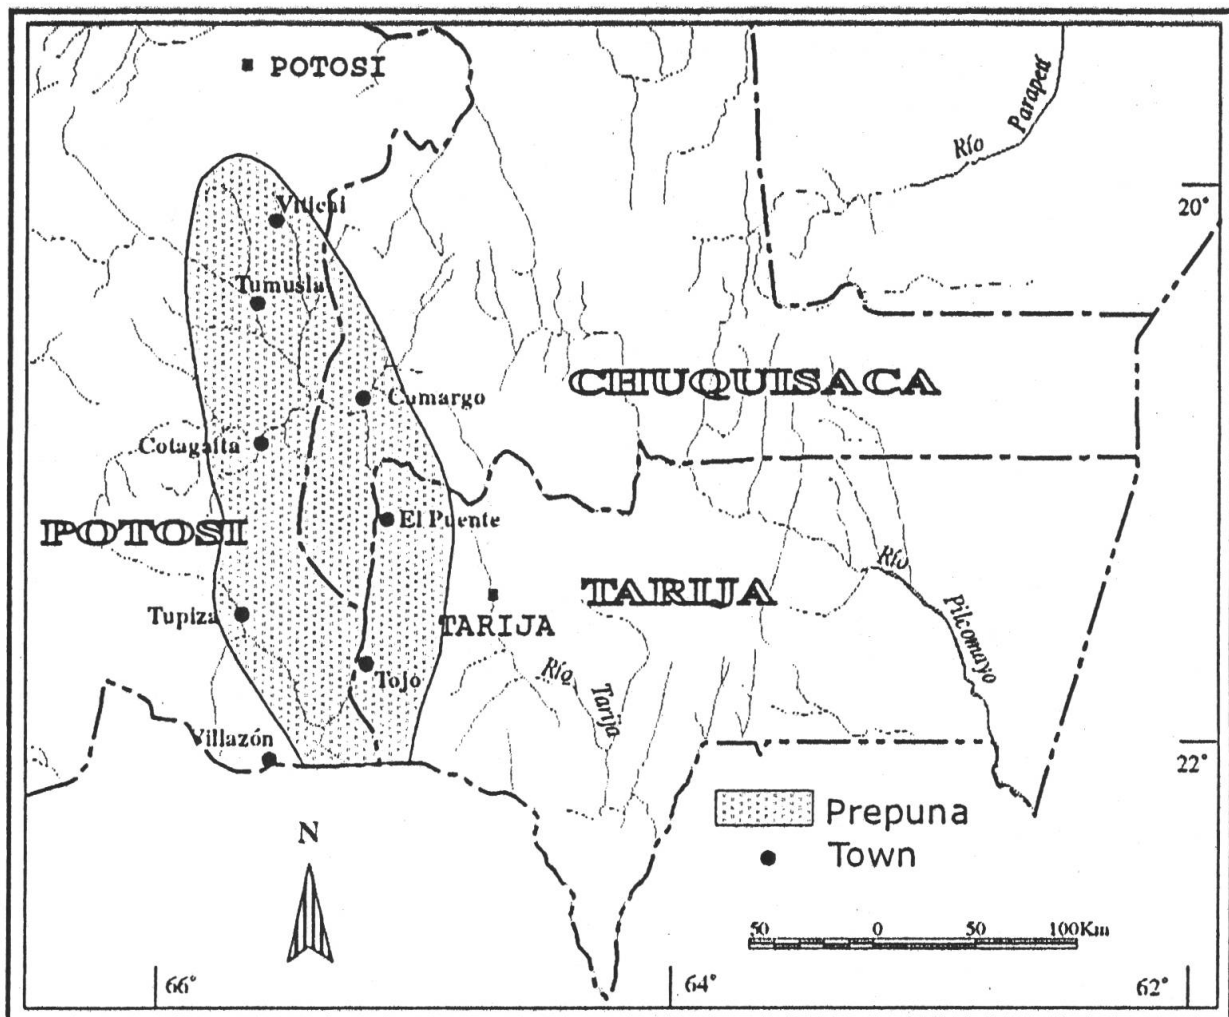 POTOSI
Río Parapetí
20°
Vitichi
Tumusla
CHUQUISACA
Camargo
Cotagaita
POTOSI
El Puente
Río Pilcomayo
TARIJA
Tupiza
TARIJA
Río Tarija
Tojo
Villazón
22°
Prepuna
Town
N
50 0 50 100Km
66°
64°
62°